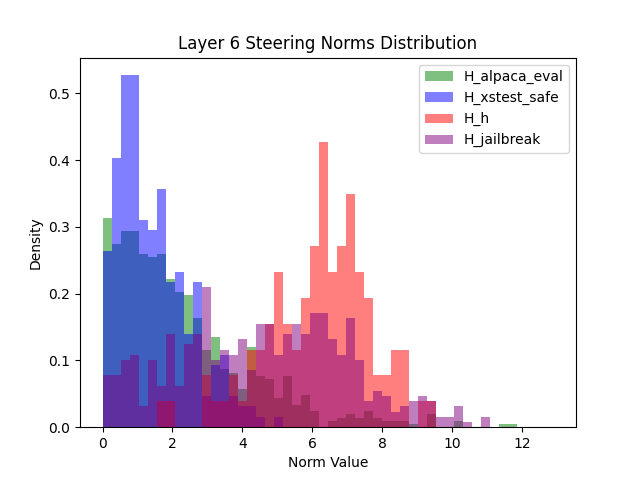 Layer 6 Steering Norms Distribution
H_alpaca_eval
H_xstest_safe
H_h
H_jailbreak
Density
0.5
0.4
0.3
0.2
0.1
0.0
0 2 4 6 8 10 12
Norm Value